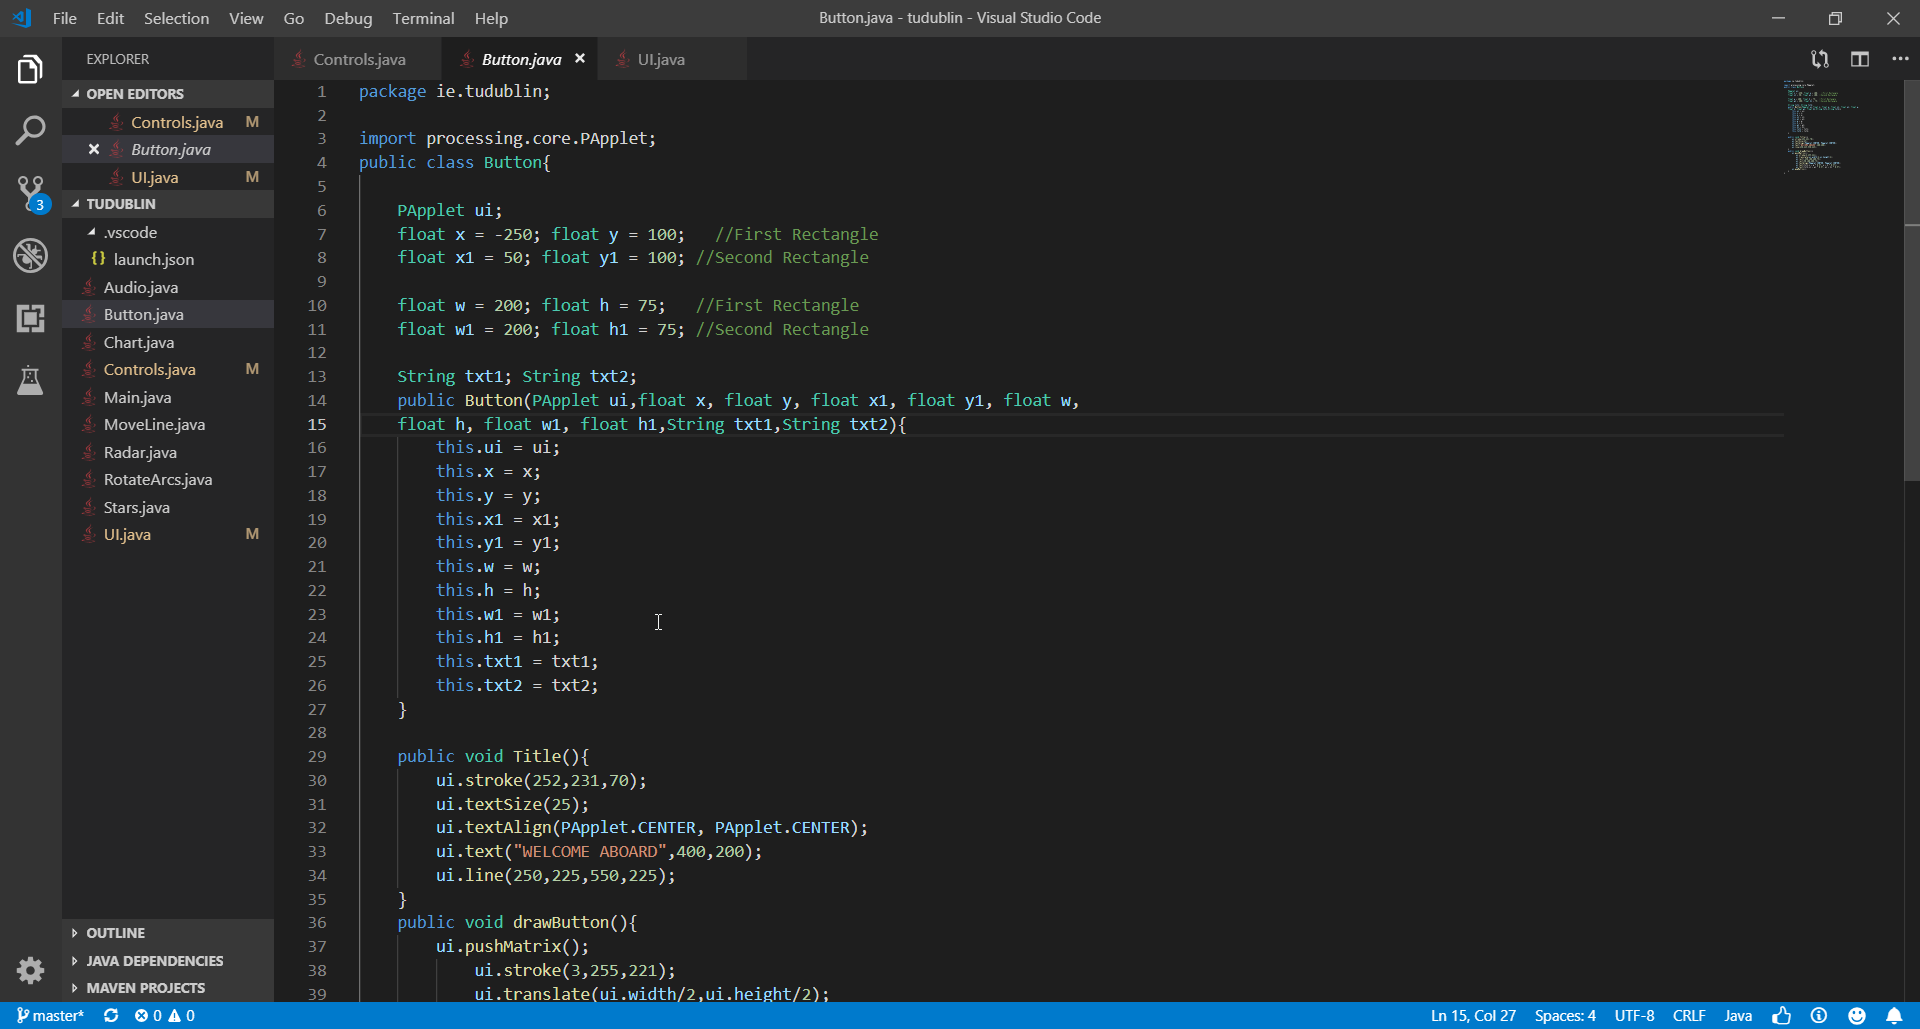 File Edit Selection View Go Debug Terminal Help
Button.java - tudublin - Visual Studio Code
EXPLORER
OPEN EDITORS
Controls.java M
Button.java
UI.java M
TUDUBLIN
.vscode
{} launch.json
Audio.java
Button.java
Chart.java
Controls.java M
Main.java
MoveLine.java
Radar.java
RotateArcs.java
Stars.java
UI.java M
OUTLINE
JAVA DEPENDENCIES
MAVEN PROJECTS
3
Controls.java Button.java UI.java
1 package ie.tudublin;
2
3 import processing.core.PApplet;
4 public class Button{
5
6 PApplet ui;
7 float x = -250; float y = 100; //First Rectangle
8 float x1 = 50; float y1 = 100; //Second Rectangle
9
10 float w = 200; float h = 75; //First Rectangle
11 float w1 = 200; float h1 = 75; //Second Rectangle
12
13 String txt1; String txt2;
14 public Button(PApplet ui,float x, float y, float x1, float y1, float w,
15 float h, float w1, float h1,String txt1,String txt2){
16 this.ui = ui;
17 this.x = x;
18 this.y = y;
19 this.x1 = x1;
20 this.y1 = y1;
21 this.w = w;
22 this.h = h;
23 this.w1 = w1;
24 this.h1 = h1;
25 this.txt1 = txt1;
26 this.txt2 = txt2;
27 }
28
29 public void Title(){
30 ui.stroke(252,231,70);
31 ui.textSize(25);
32 ui.textAlign(PApplet.CENTER, PApplet.CENTER);
33 ui.text("WELCOME ABOARD",400,200);
34 ui.line(250,225,550,225);
35 }
36 public void drawButton(){
37 ui.pushMatrix();
38 ui.stroke(3,255,221);
39 ui.translate(ui.width/2,ui.height/2);
master* 0 0 Ln 15, Col 27 Spaces: 4 UTF-8 CRLF Java